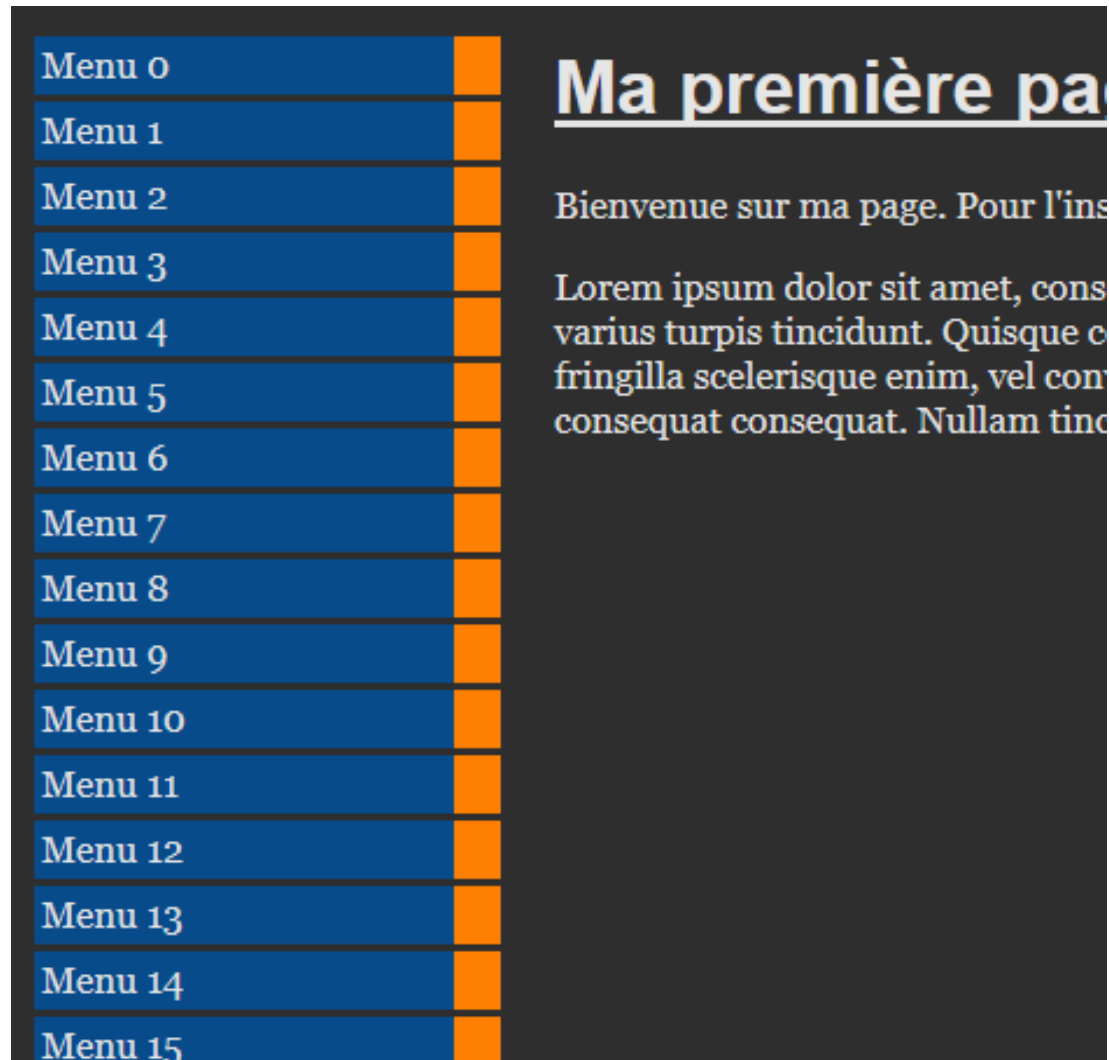 Menu 0
Menu 1
Menu 2
Menu 3
Menu 4
Menu 5
Menu 6
Menu 7
Menu 8
Menu 9
Menu 10
Menu 11
Menu 12
Menu 13
Menu 14
Menu 15
Ma première
Bienvenue sur ma page. Pour
Lorem ipsum dolor sit amet,
varius turpis tincidunt. Quisque
fringilla scelerisque enim, vel
consequat consequat. Nullam